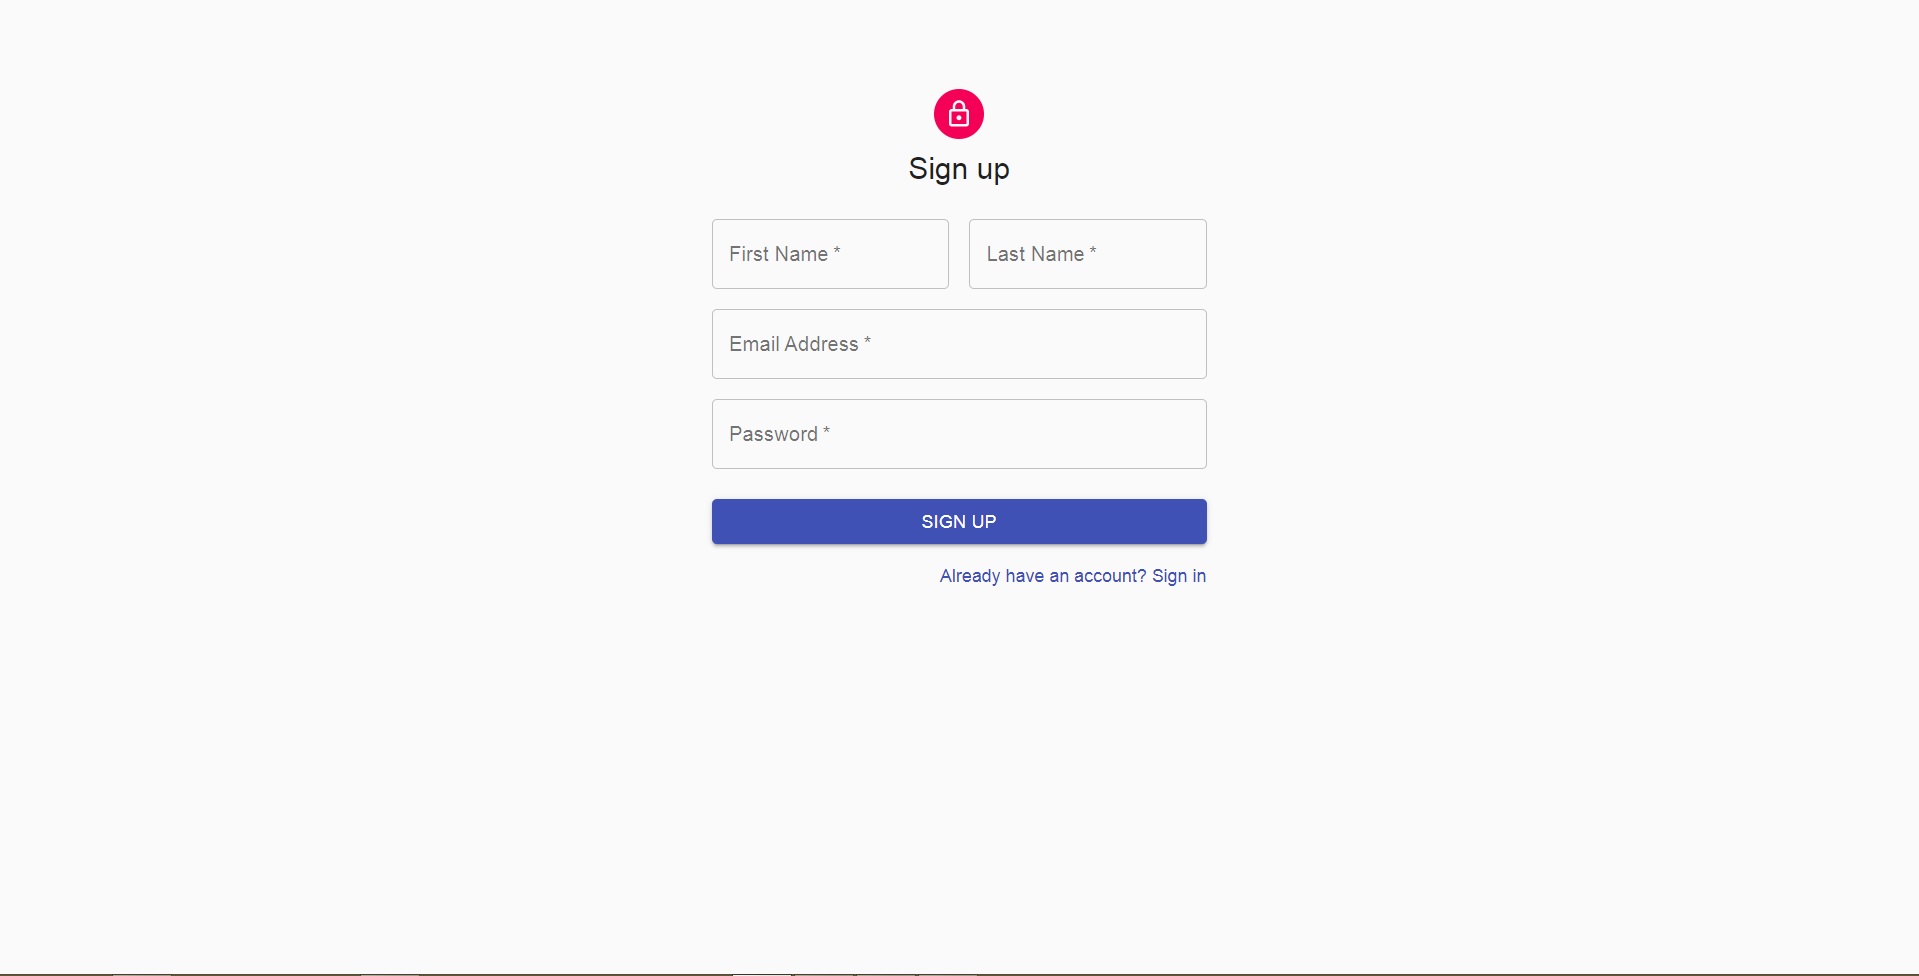 Sign up
First Name *
Last Name *
Email Address *
Password *
SIGN UP
Already have an account? Sign in